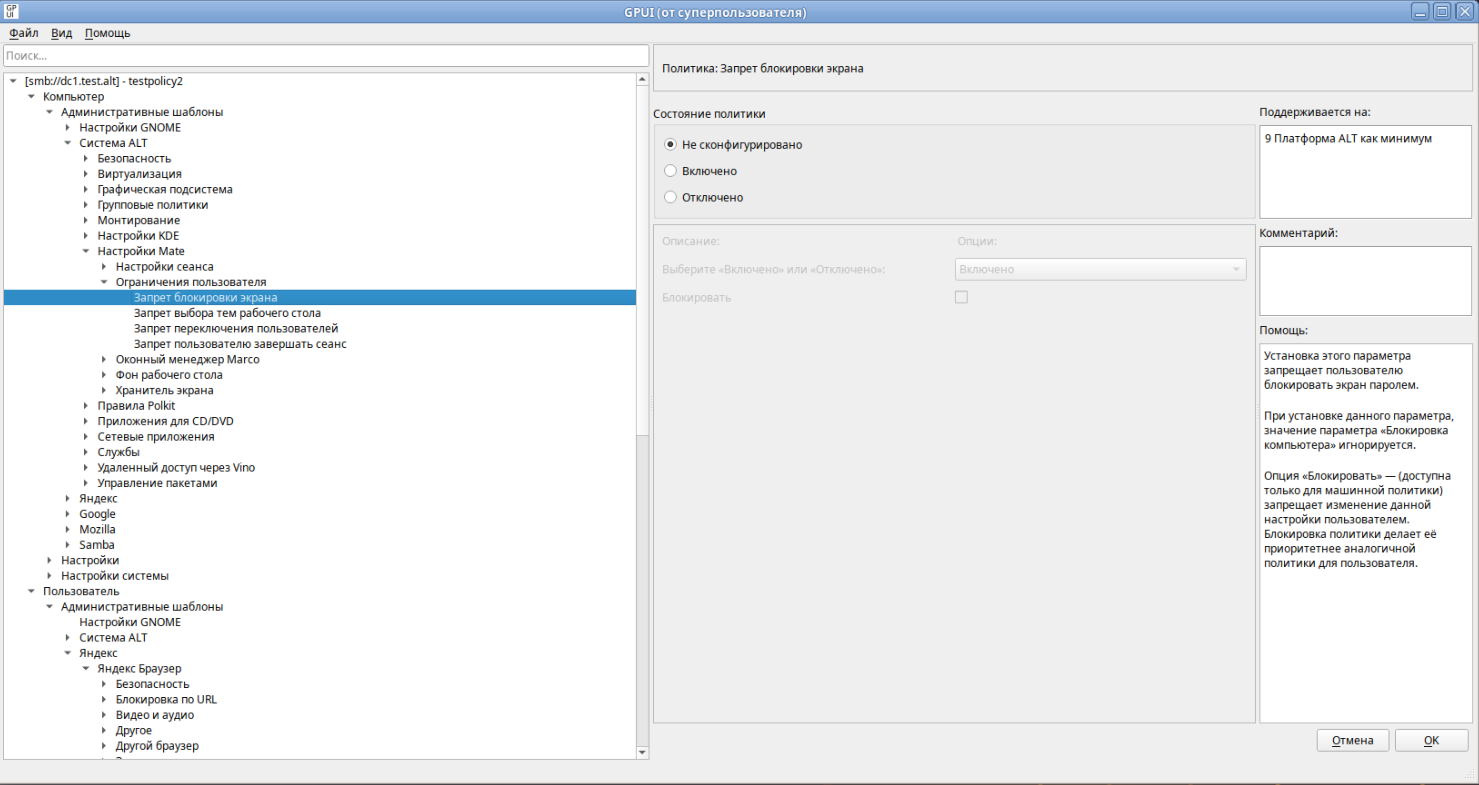 GP
UI
GPUI (от суперпользователя)
Файл Вид Помощь
Поиск...
[smb://dc1.test.alt] - testpolicy2
Компьютер
Административные шаблоны
Настройки GNOME
Система ALT
Безопасность
Виртуализация
Графическая подсистема
Групповые политики
Монтирование
Настройки KDE
Настройки Mate
Настройки сеанса
Ограничения пользователя
Запрет блокировки экрана
Запрет выбора тем рабочего стола
Запрет переключения пользователей
Запрет пользователю завершать сеанс
Оконный менеджер Marco
Фон рабочего стола
Хранитель экрана
Правила Polkit
Приложения для CD/DVD
Сетевые приложения
Службы
Удаленный доступ через Vino
Управление пакетами
Яндекс
Google
Mozilla
Samba
Настройки
Настройки системы
Пользователь
Административные шаблоны
Настройки GNOME
Система ALT
Яндекс
Яндекс Браузер
Безопасность
Блокировка по URL
Видео и аудио
Другое
Другой браузер
Политика: Запрет блокировки экрана
Состояние политики
Не сконфигурировано
Включено
Отключено
Описание: Опции:
Выберите «Включено» или «Отключено»: Включено
Блокировать
Поддерживается на:
9 Платформа ALT как минимум
Комментарий:
Помощь:
Установка этого параметра
запрещает пользователю
блокировать экран паролем.
При установке данного параметра,
значение параметра «Блокировка
компьютера» игнорируется.
Опция «Блокировать» — (доступна
только для машинной политики)
запрещает изменение данной
настройки пользователем.
Блокировка политики делает её
приоритетнее аналогичной
политики для пользователя.
Отмена OK